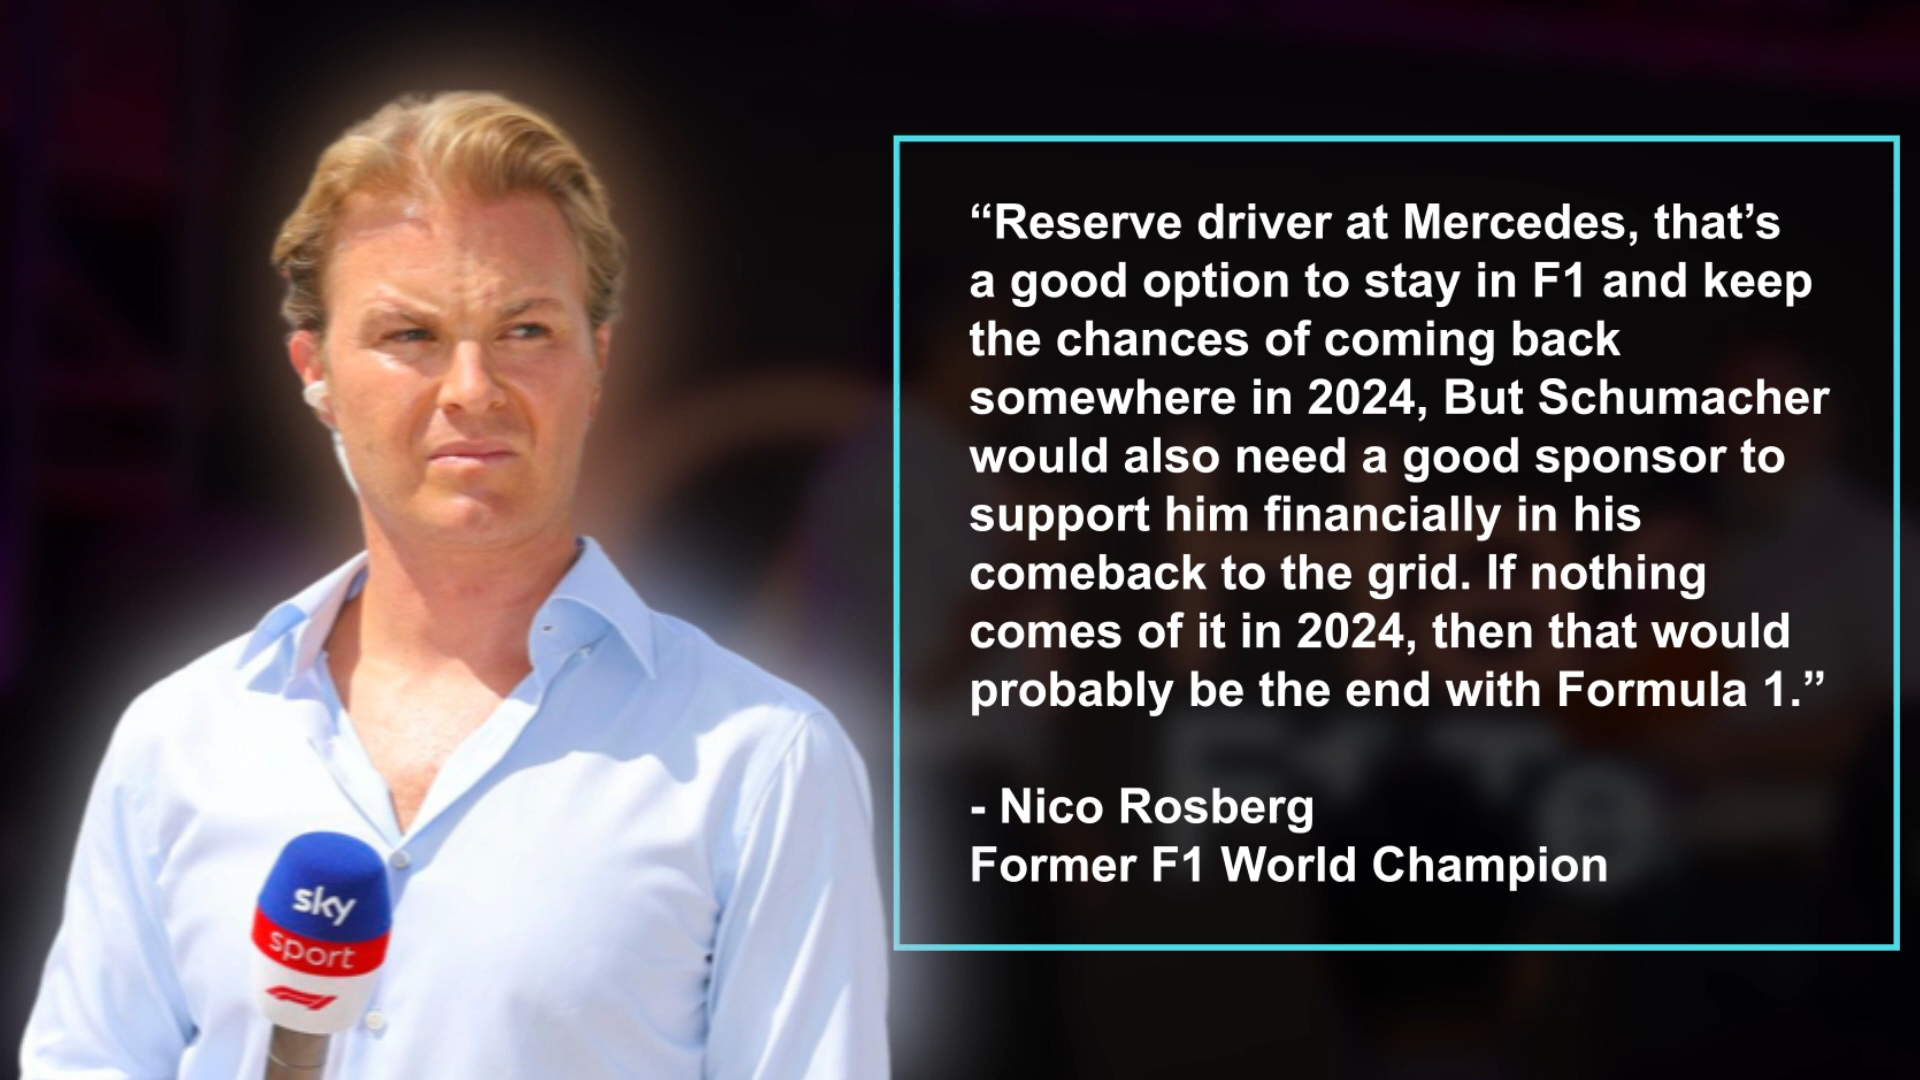 “Reserve driver at Mercedes, that’s
a good option to stay in F1 and keep
the chances of coming back
somewhere in 2024, But Schumacher
would also need a good sponsor to
support him financially in his
comeback to the grid. If nothing
comes of it in 2024, then that would
probably be the end with Formula 1.”
- Nico Rosberg
Former F1 World Champion
sky
sport
F1